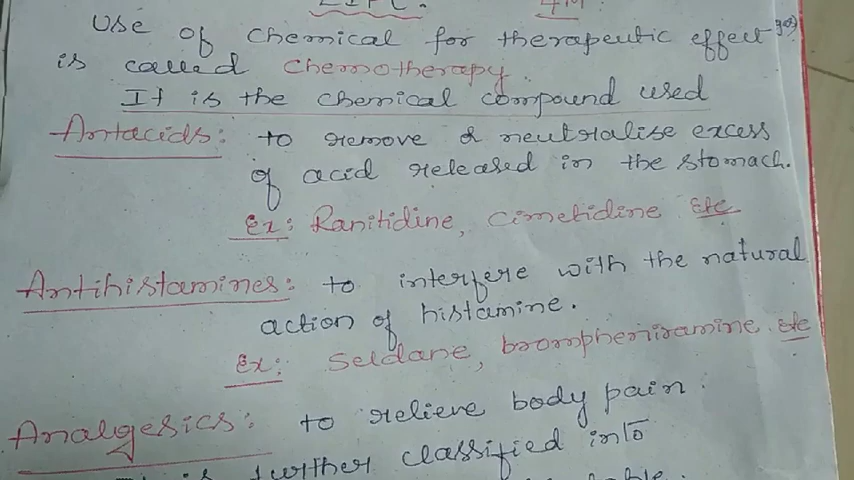 Use of chemical for therapeutic effect
is called chemotherapy.
It is the chemical compound used
Antacids: to remove & neutralise excess
of acid released in the stomach.
Ex: Ranitidine, cimetidine etc
Antihistamines: to interfere with the natural
action of histamine.
Ex: Seldane, brompheniramine etc
Analgesics: to relieve body pain.
is further classified into